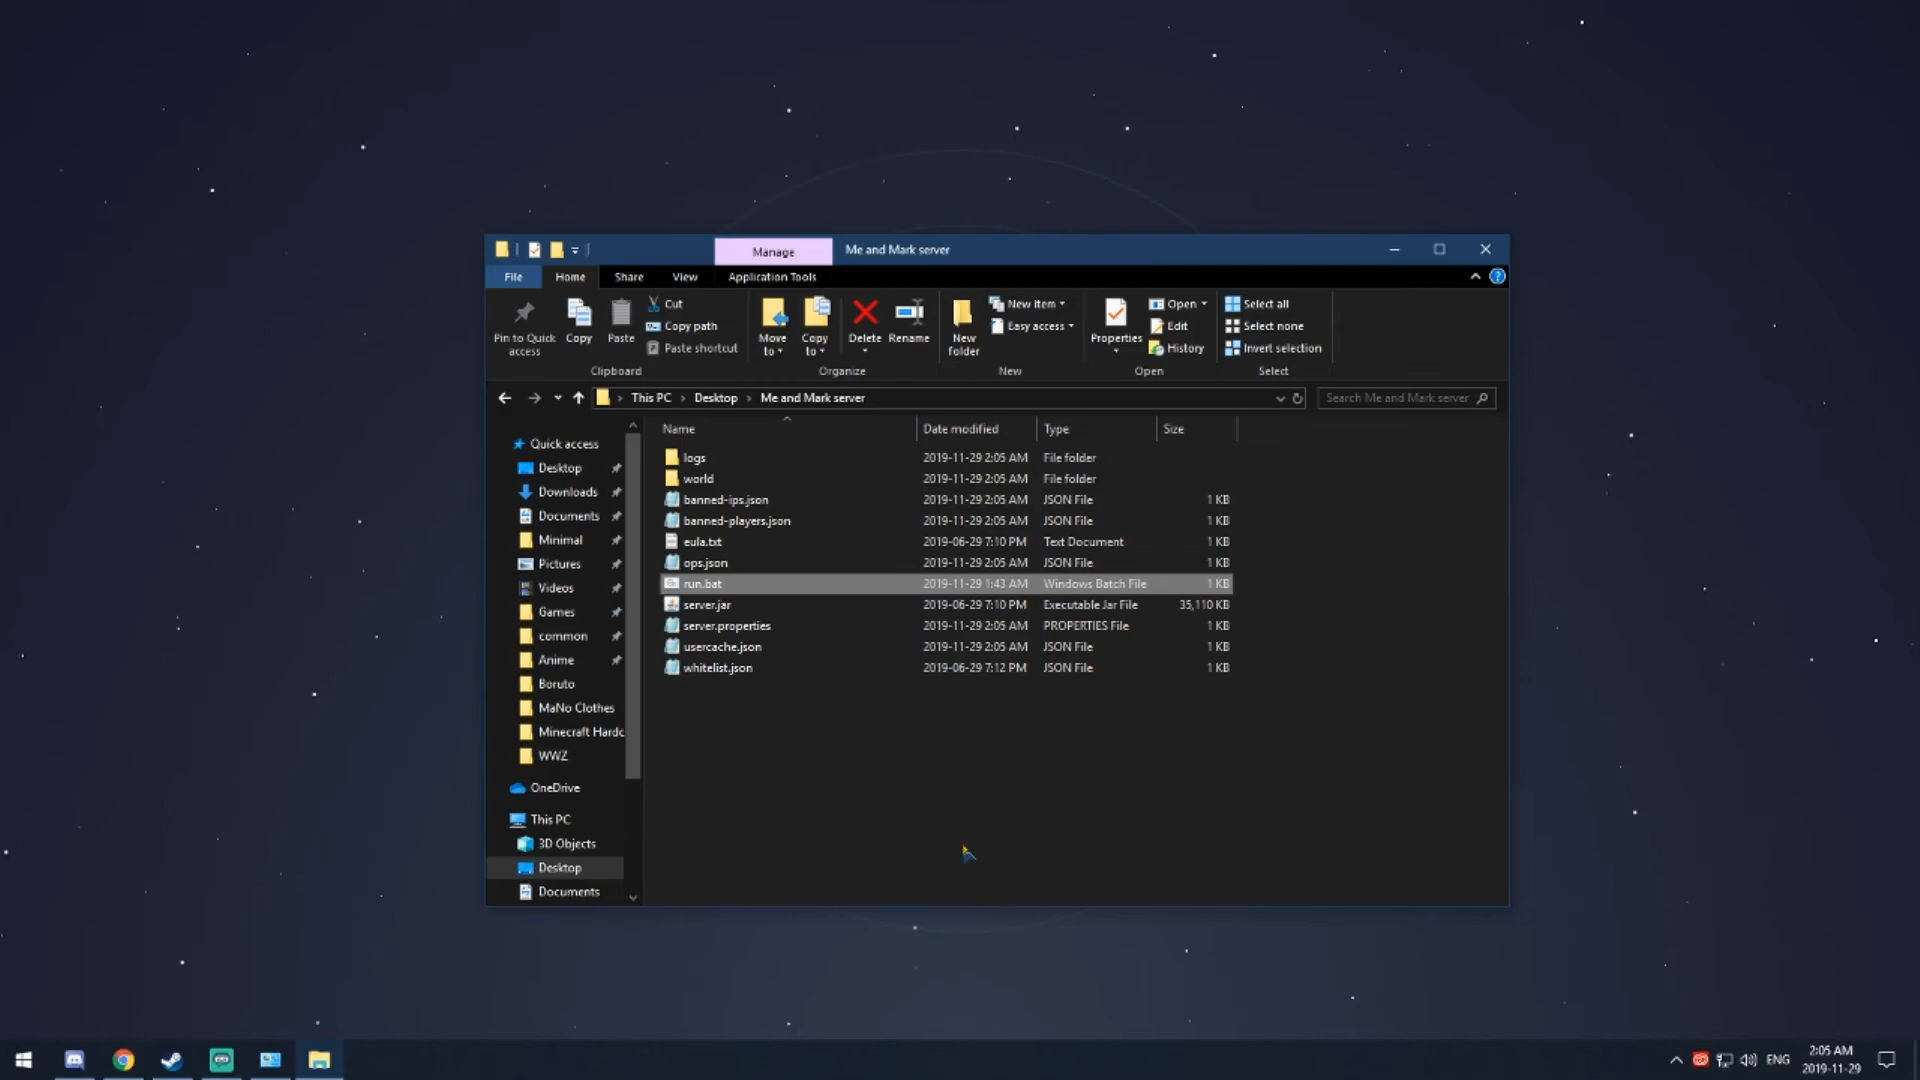 Manage
Me and Mark server
File
Home
Share
View
Application Tools
Pin to Quick access
Copy
Paste
Cut
Copy path
Paste shortcut
Clipboard
Move to
Copy to
Delete
Rename
Organize
New folder
New item
Easy access
New
Properties
Open
Edit
History
Open
Select all
Select none
Invert selection
Select
This PC > Desktop > Me and Mark server
Search Me and Mark server
Name Date modified Type Size
Quick access
Desktop
Downloads
Documents
Minimal
Pictures
Videos
Games
common
Anime
Boruto
MaNo Clothes
Minecraft Hardc
WWZ
OneDrive
This PC
3D Objects
Desktop
Documents
logs 2019-11-29 2:05 AM File folder
world 2019-11-29 2:05 AM File folder
banned-ips.json 2019-11-29 2:05 AM JSON File 1 KB
banned-players.json 2019-11-29 2:05 AM JSON File 1 KB
eula.txt 2019-06-29 7:10 PM Text Document 1 KB
ops.json 2019-11-29 2:05 AM JSON File 1 KB
run.bat 2019-11-29 1:43 AM Windows Batch File 1 KB
server.jar 2019-06-29 7:10 PM Executable Jar File 35,110 KB
server.properties 2019-11-29 2:05 AM PROPERTIES File 1 KB
usercache.json 2019-11-29 2:05 AM JSON File 1 KB
whitelist.json 2019-06-29 7:12 PM JSON File 1 KB
ENG
2:05 AM
2019-11-29